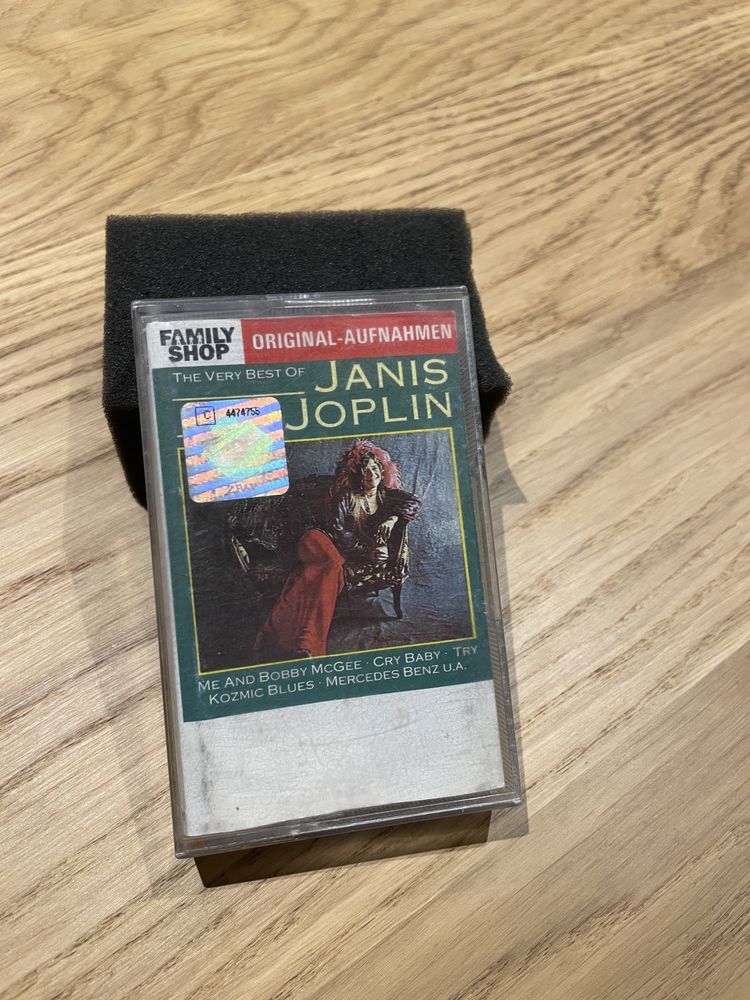 FAMILY
SHOP
ORIGINAL-AUFNAHMEN
THE VERY BEST OF
JANIS
JOPLIN
C 4474755
ME AND BOBBY MCGEE · CRY BABY · TRY
KOZMIC BLUES · MERCEDES BENZ U.A.